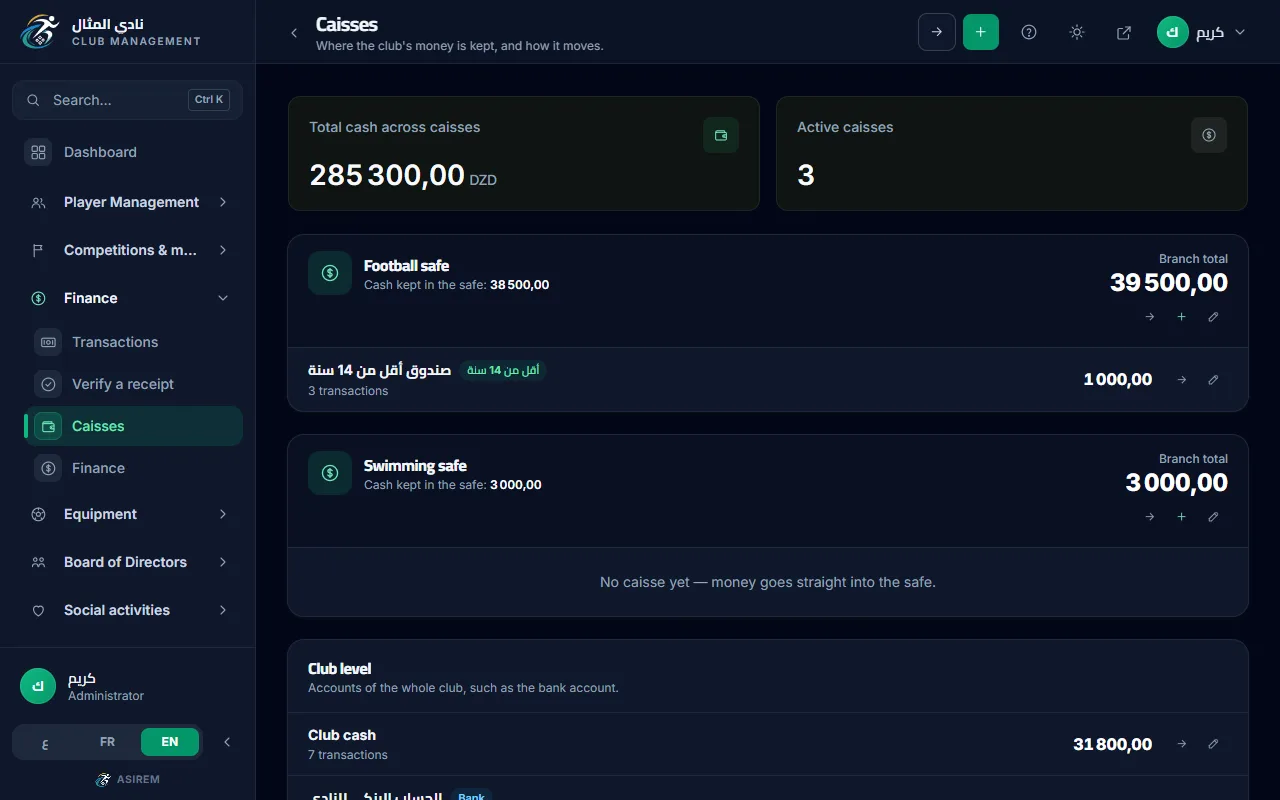 نادي المثال
CLUB MANAGEMENT
Search...
Ctrl K
Dashboard
Player Management
Competitions & m...
Finance
Transactions
Verify a receipt
Caisses
Finance
Equipment
Board of Directors
Social activities
ك
كريم
Administrator
ع
FR
EN
ASIREM
Caisses
Where the club's money is kept, and how it moves.
ك
كريم
Total cash across caisses
285 300,00 DZD
Active caisses
3
Football safe
Cash kept in the safe: 38 500,00
Branch total
39 500,00
صندوق أقل من 14 سنة
أقل من 14 سنة
3 transactions
1 000,00
Swimming safe
Cash kept in the safe: 3 000,00
Branch total
3 000,00
No caisse yet — money goes straight into the safe.
Club level
Accounts of the whole club, such as the bank account.
Club cash
7 transactions
31 800,00
الحساب البنكي للنادي
Bank